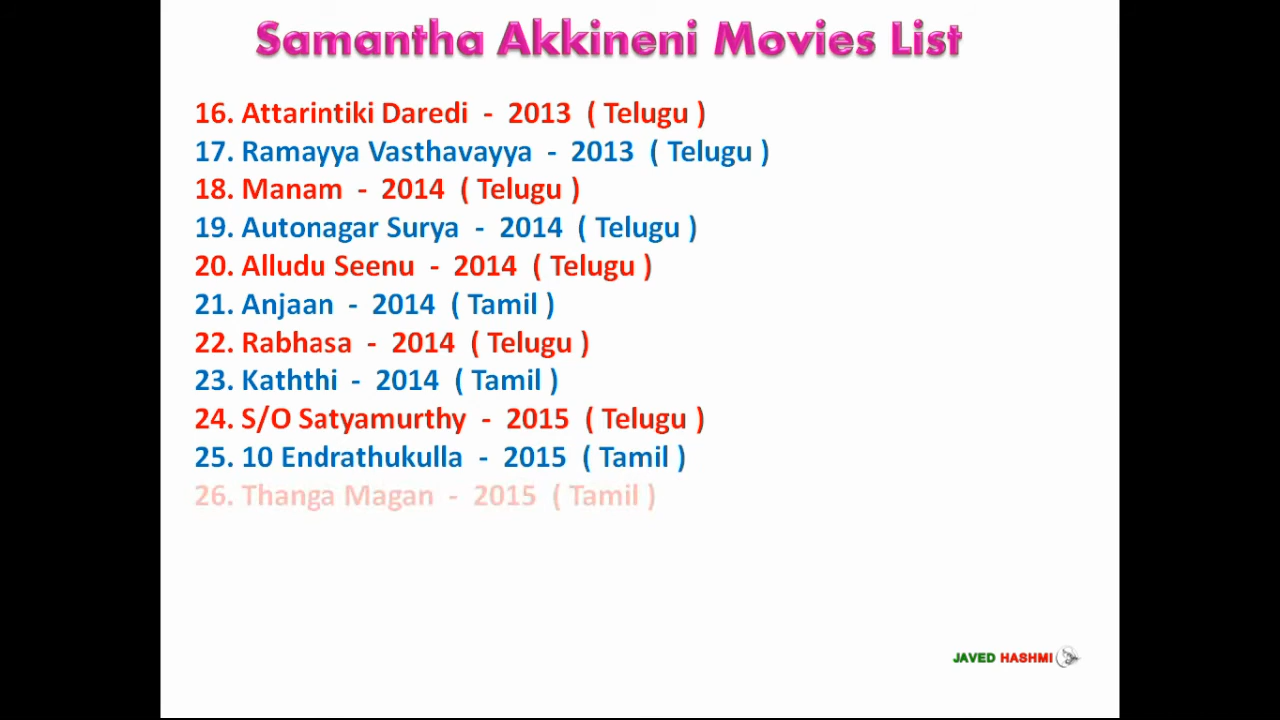 Samantha Akkineni Movies List
16. Attarintiki Daredi - 2013 ( Telugu )
17. Ramayya Vasthavayya - 2013 ( Telugu )
18. Manam - 2014 ( Telugu )
19. Autonagar Surya - 2014 ( Telugu )
20. Alludu Seenu - 2014 ( Telugu )
21. Anjaan - 2014 ( Tamil )
22. Rabhasa - 2014 ( Telugu )
23. Kaththi - 2014 ( Tamil )
24. S/O Satyamurthy - 2015 ( Telugu )
25. 10 Endrathukulla - 2015 ( Tamil )
26. Thanga Magan - 2015 ( Tamil )
JAVED HASHMI